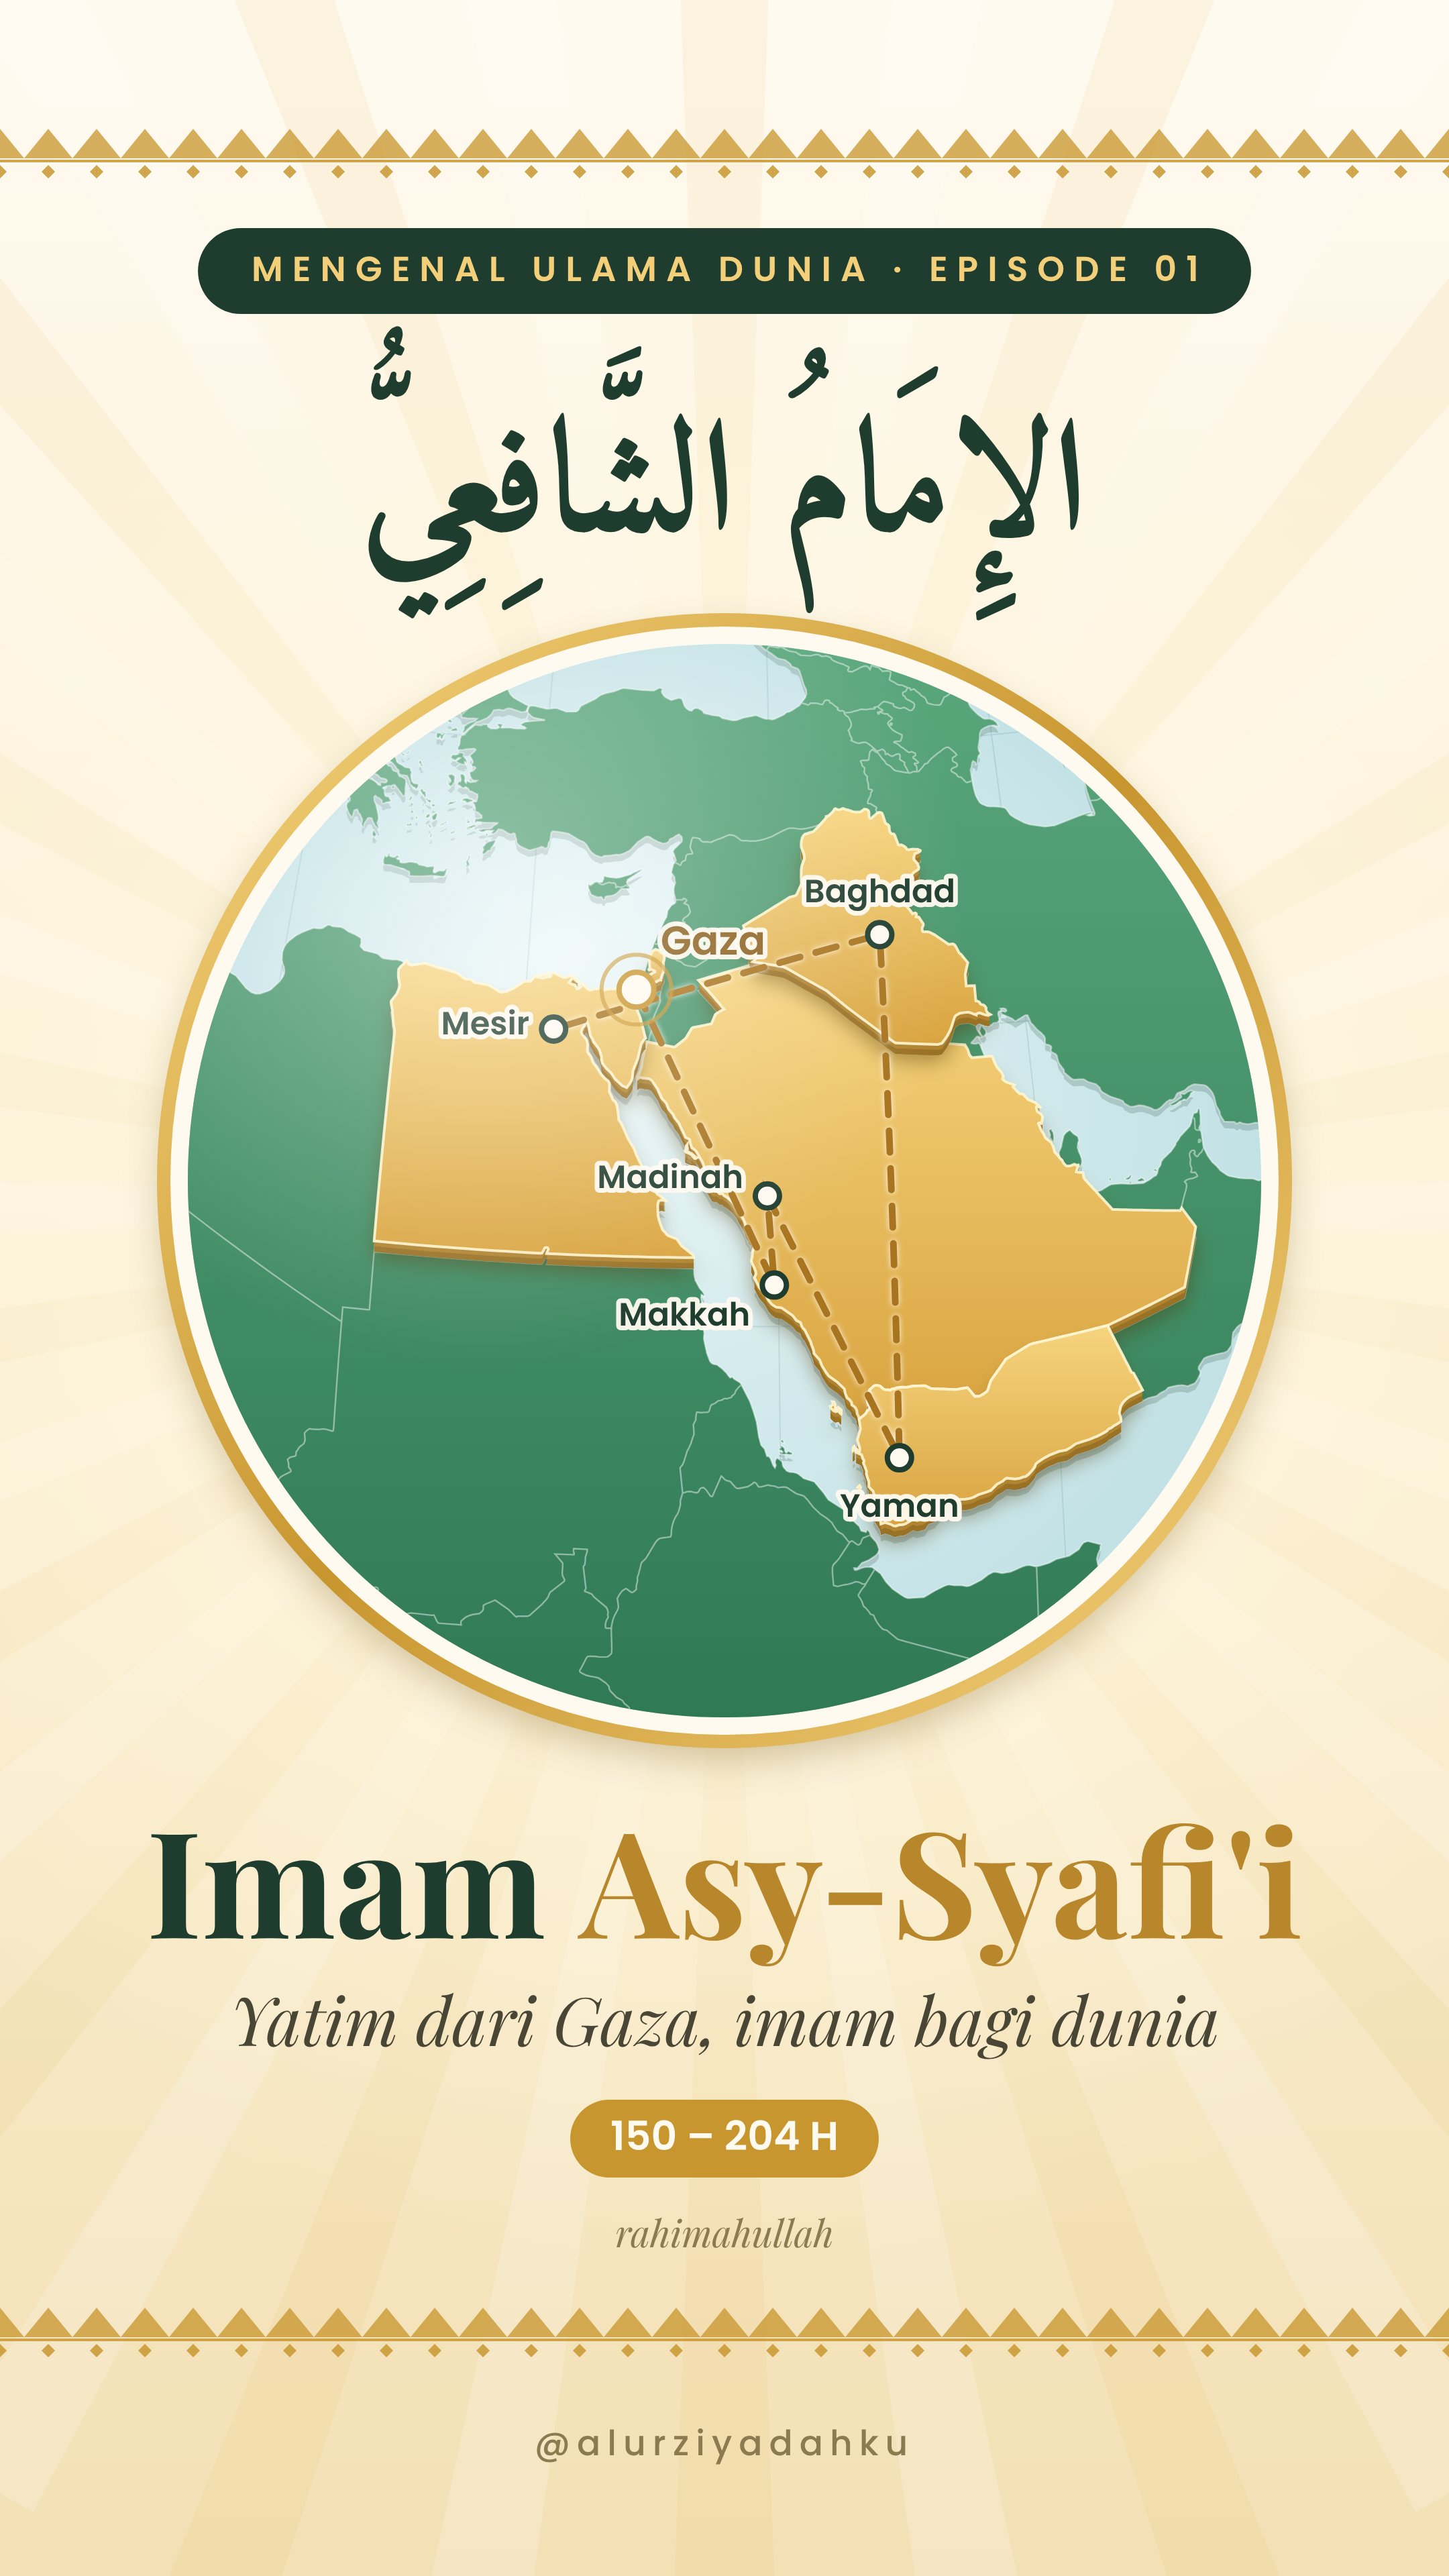 MENGENAL ULAMA DUNIA · EPISODE 01
الإِمَامُ الشَّافِعِيُّ
Baghdad
Gaza
Mesir
Madinah
Makkah
Yaman
Imam Asy-Syafi'i
Yatim dari Gaza, imam bagi dunia
150 – 204 H
rahimahullah
@alurziyadahku